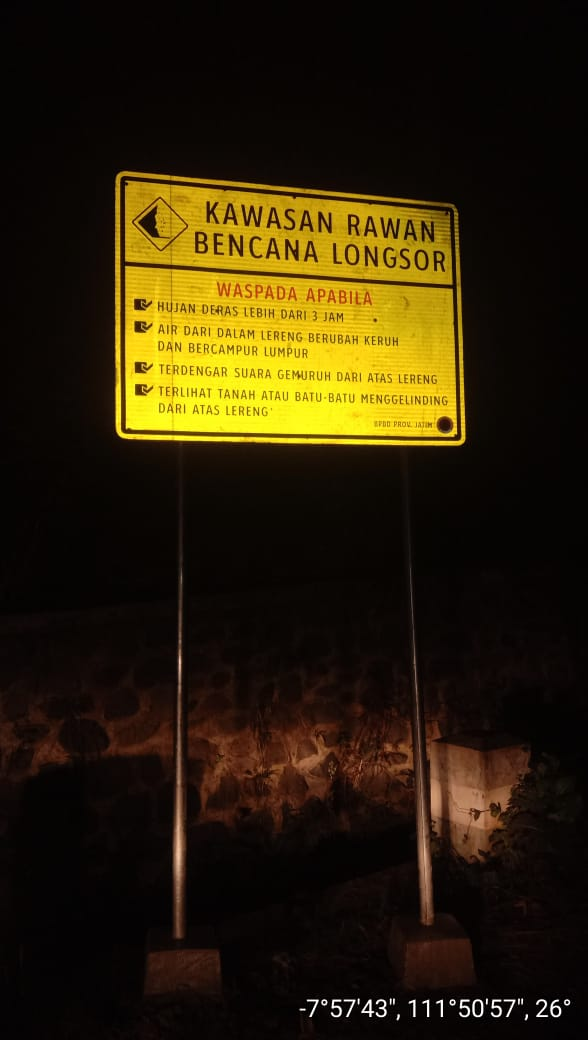 KAWASAN RAWAN
BENCANA LONGSOR
WASPADA APABILA
HUJAN DERAS LEBIH DARI 3 JAM
AIR DARI DALAM LERENG BERUBAH KERUH
DAN BERCAMPUR LUMPUR
TERDENGAR SUARA GEMURUH DARI ATAS LERENG
TERLIHAT TANAH ATAU BATU-BATU MENGGELINDING
DARI ATAS LERENG
BPBD PROV. JATIM
-7°57'43", 111°50'57", 26°